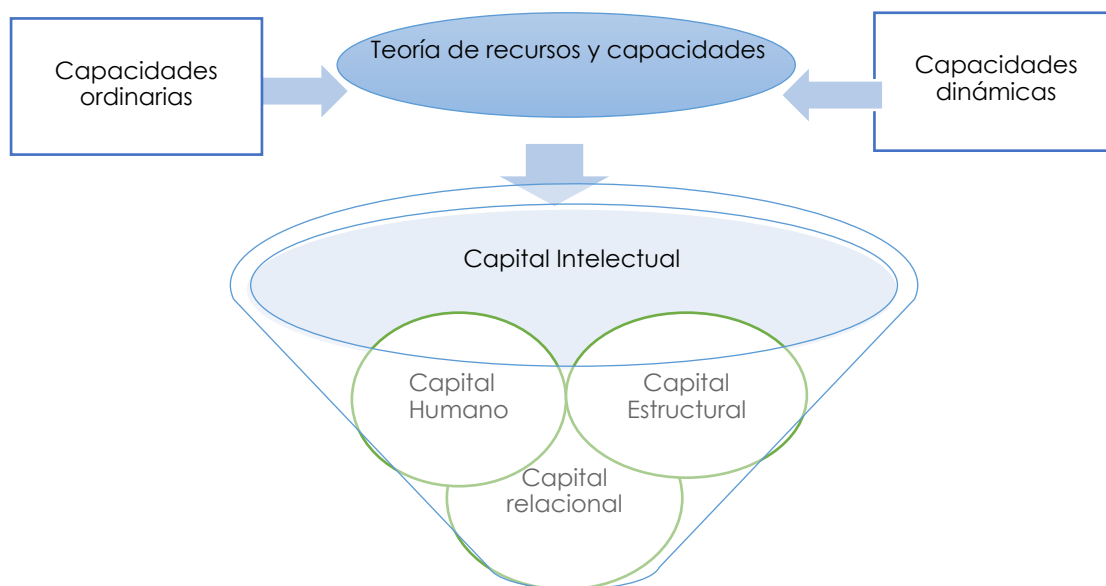 Teoría de recursos y capacidades
Capacidades
ordinarias
Capacidades
dinámicas
Capital Intelectual
Capital
Humano
Capital
Estructural
Capital
relacional